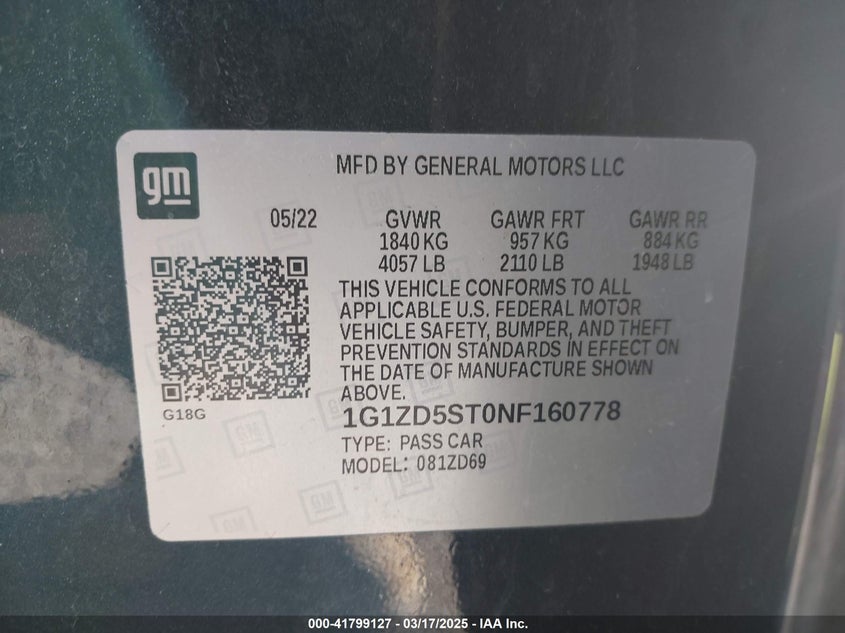 gm
MFD BY GENERAL MOTORS LLC
05/22 GVWR GAWR FRT GAWR RR
1840 KG 957 KG 884 KG
4057 LB 2110 LB 1948 LB
THIS VEHICLE CONFORMS TO ALL
APPLICABLE U.S. FEDERAL MOTOR
VEHICLE SAFETY, BUMPER, AND THEFT
PREVENTION STANDARDS IN EFFECT ON
THE DATE OF MANUFACTURE SHOWN
ABOVE.
G18G
1G1ZD5ST0NF160778
TYPE: PASS CAR
MODEL: 081ZD69
000-41799127 - 03/17/2025 - IAA Inc.